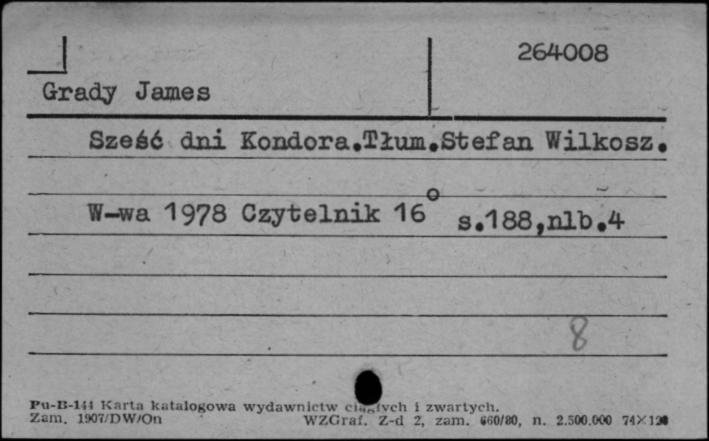 264008
Grady James
Sześć dni Kondora.Tłum.Stefan Wilkosz.
W-wa 1978 Czytelnik 16° s.188,nlb.4
8
Pu-B-144 Karta katalogowa wydawnictw ciągłych i zwartych.
Zam. 1907/DW/On WZGraf. Z-d 2, zam. 660/80, n. 2.500.000 74×124